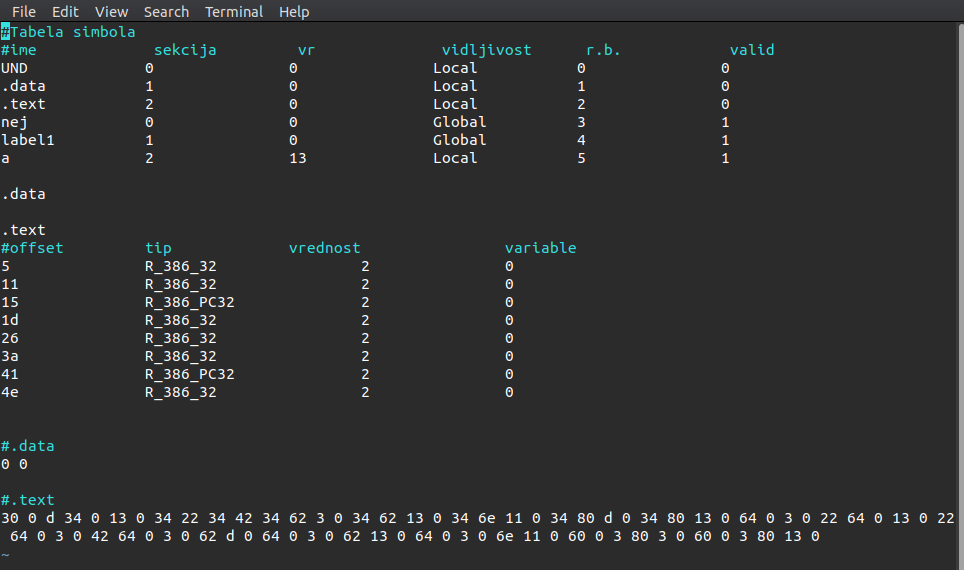 File Edit View Search Terminal Help
#Tabela simbola
#ime sekcija vr vidljivost r.b. valid
UND 0 0 Local 0 0
.data 1 0 Local 1 0
.text 2 0 Local 2 0
nej 0 0 Global 3 1
label1 1 0 Global 4 1
a 2 13 Local 5 1
.data
.text
#offset tip vrednost variable
5 R_386_32 2 0
11 R_386_32 2 0
15 R_386_PC32 2 0
1d R_386_32 2 0
26 R_386_32 2 0
3a R_386_32 2 0
41 R_386_PC32 2 0
4e R_386_32 2 0
#.data
0 0
#.text
30 0 d 34 0 13 0 34 22 34 42 34 62 3 0 34 62 13 0 34 6e 11 0 34 80 d 0 34 80 13 0 64 0 3 0 22 64 0 13 0 22
64 0 3 0 42 64 0 3 0 62 d 0 64 0 3 0 62 13 0 64 0 3 0 6e 11 0 60 0 3 80 3 0 60 0 3 80 13 0
~